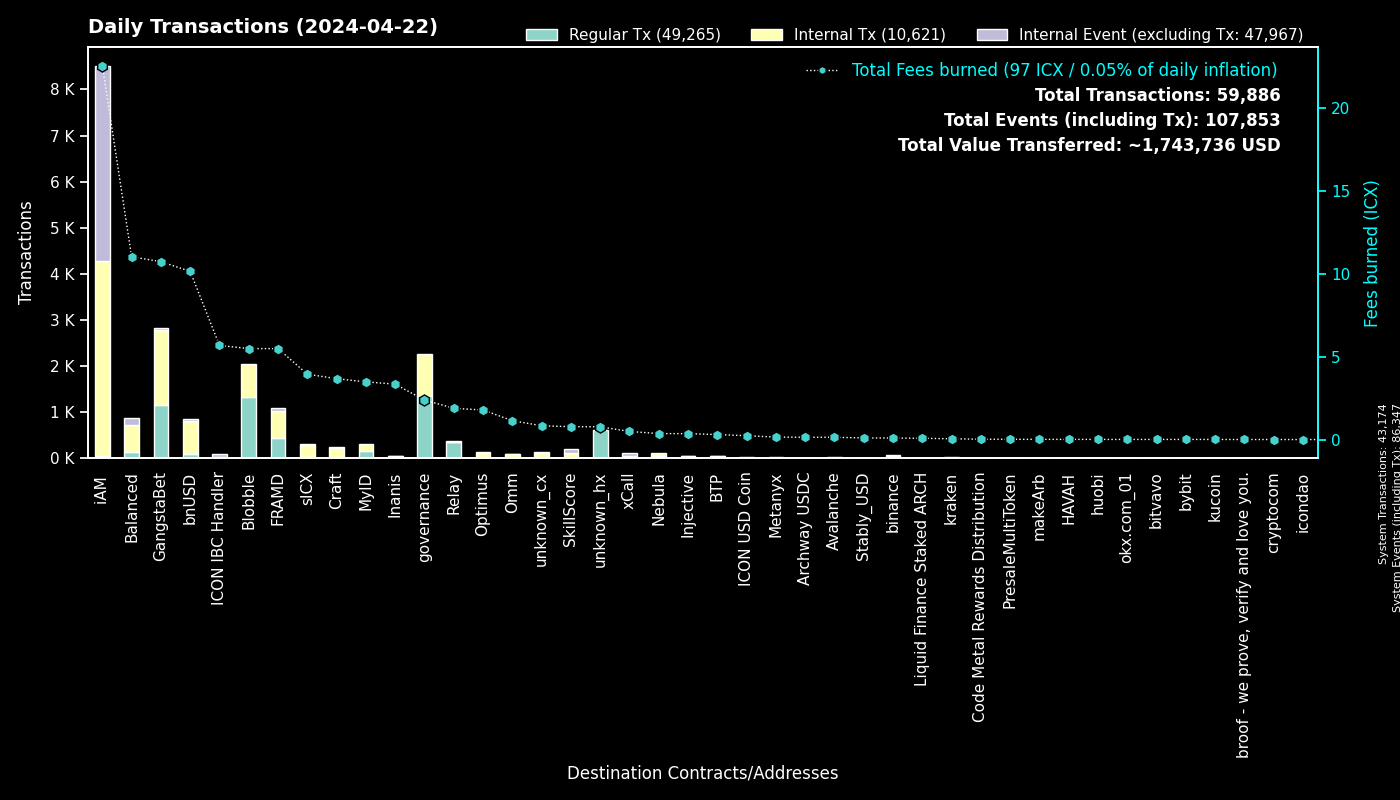 Daily Transactions (2024-04-22)
Regular Tx (49,265)
Internal Tx (10,621)
Internal Event (excluding Tx: 47,967)
Total Fees burned (97 ICX / 0.05% of daily inflation)
Total Transactions: 59,886
Total Events (including Tx): 107,853
Total Value Transferred: ~1,743,736 USD
Transactions
8 K
7 K
6 K
5 K
4 K
3 K
2 K
1 K
0 K
20
15
10
5
0
Fees burned (ICX)
iAM
Balanced
GangstaBet
bnUSD
ICON IBC Handler
Blobble
FRAMD
sICX
Craft
MyID
Inanis
governance
Relay
Optimus
Omm
unknown_cx
SkillScore
unknown_hx
xCall
Nebula
Injective
BTP
ICON USD Coin
Metanyx
Archway USDC
Avalanche
Stably_USD
binance
Liquid Finance Staked ARCH
kraken
Code Metal Rewards Distribution
PresaleMultiToken
makeArb
HAVAH
huobi
okx.com_01
bitvavo
bybit
kucoin
broof - we prove, verify and love you.
cryptocom
icondao
Destination Contracts/Addresses
System Transactions: 43,174
System Events (including Tx): 86,347